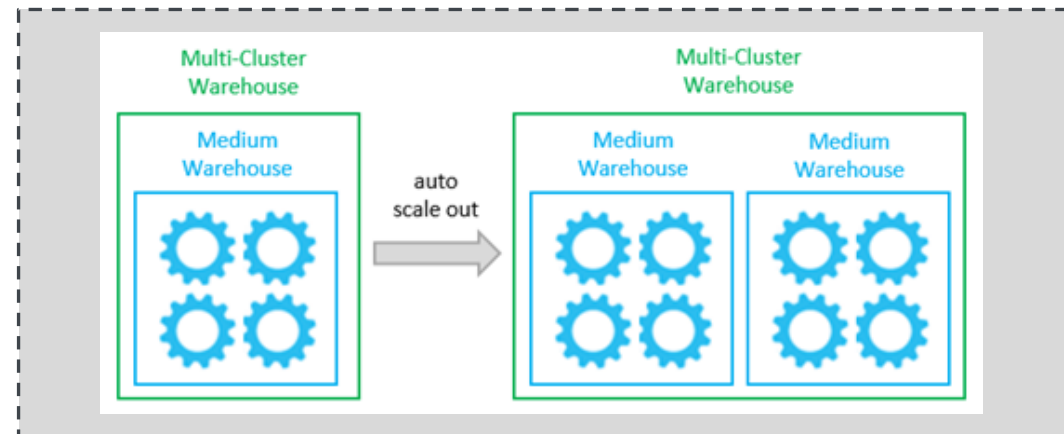 Multi-Cluster
Warehouse
Medium
Warehouse
auto
scale out
Multi-Cluster
Warehouse
Medium
Warehouse
Medium
Warehouse